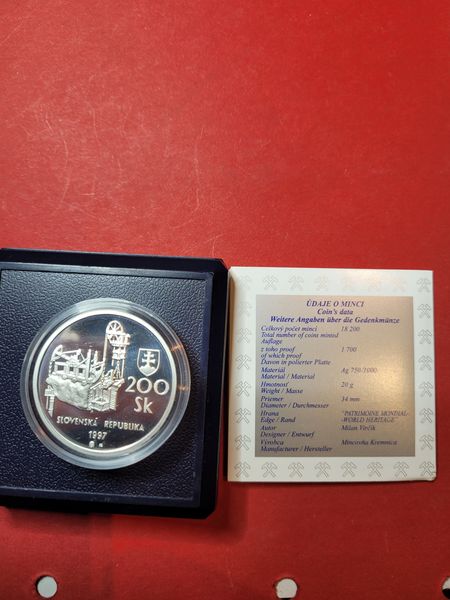 200
Sk
SLOVENSKÁ REPUBLIKA
1997
ÚDAJE O MINCI
Coin's data
Weitere Angaben über die Gedenkmünze
Celkový počet mincí 18 200
Total number of coins minted
Auflage
z toho proof 1 700
of which proof
Davon in polierter Platte
Materiál Ag 750/1000
Material / Material
Hmotnosť 20 g
Weight / Masse
Priemer 34 mm
Diameter / Durchmesser
Hrana "PATRIMOINE MONDIAL-
Edge / Rand -WORLD HERITAGE"
Autor Milan Virčík
Designer / Entwurf
Výrobca Mincovňa Kremnica
Manufacturer / Hersteller